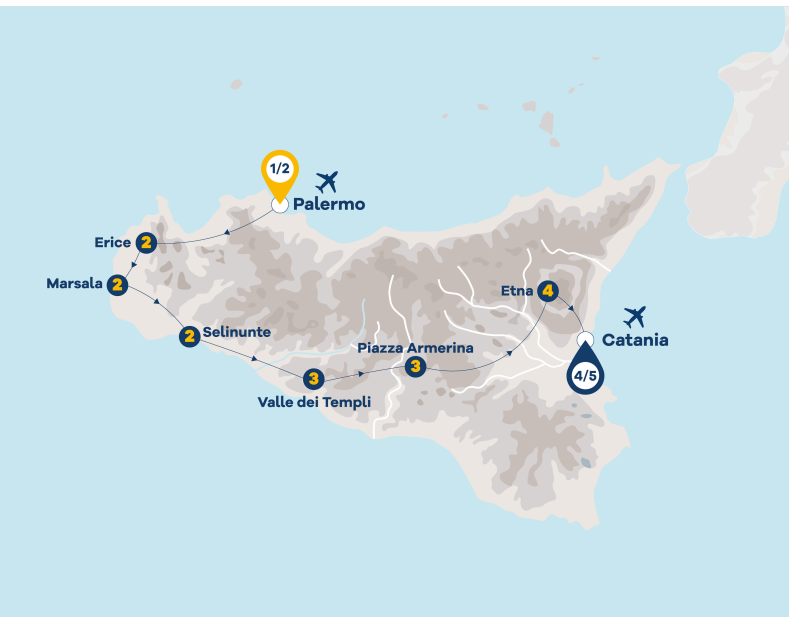 1/2
Palermo
Erice 2
Marsala 2
2 Selinunte
3
Valle dei Templi
Piazza Armerina
3
Etna 4
Catania
4/5